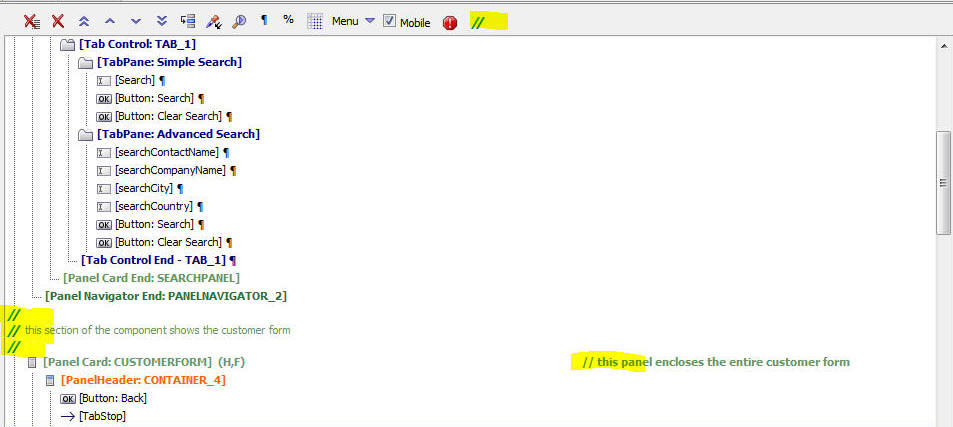 ¶ % Menu Mobile //
[Tab Control: TAB_1]
[TabPane: Simple Search]
[Search] ¶
OK [Button: Search] ¶
OK [Button: Clear Search] ¶
[TabPane: Advanced Search]
[searchContactName] ¶
[searchCompanyName] ¶
[searchCity] ¶
[searchCountry] ¶
OK [Button: Search] ¶
OK [Button: Clear Search] ¶
[Tab Control End - TAB_1] ¶
[Panel Card End: SEARCHPANEL]
[Panel Navigator End: PANELNAVIGATOR_2]
//
// this section of the component shows the customer form
//
[Panel Card: CUSTOMERFORM] (H,F) // this panel encloses the entire customer form
[PanelHeader: CONTAINER_4]
OK [Button: Back]
[TabStop]